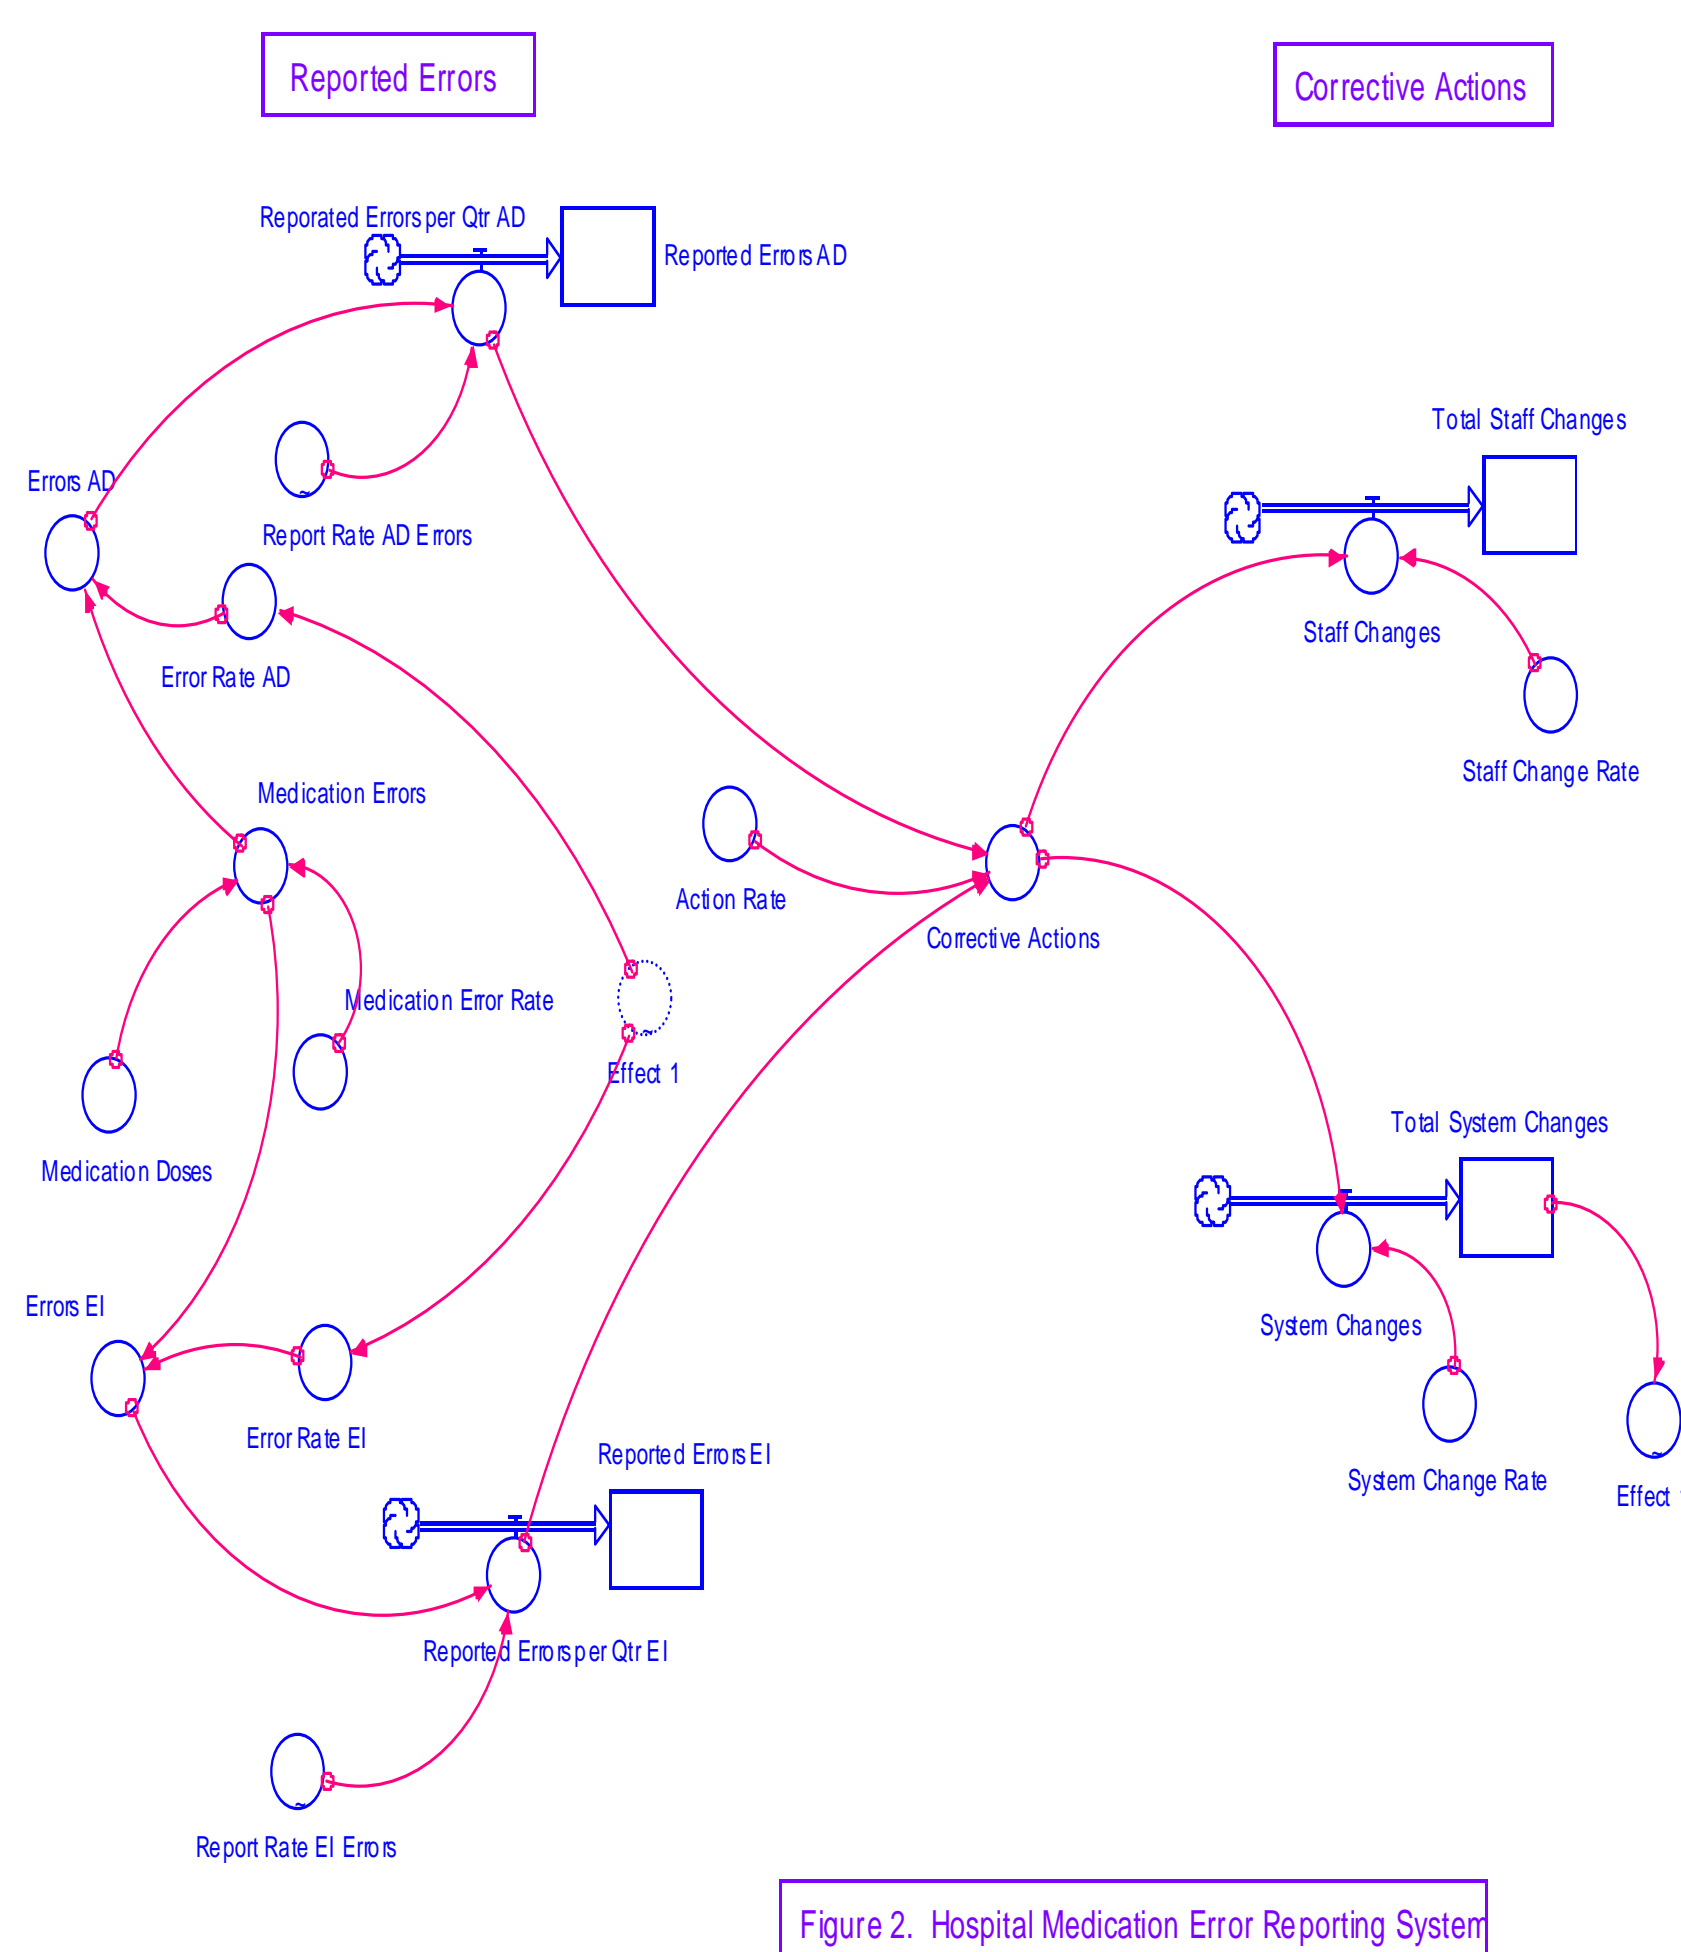 Reported Errors
Corrective Actions
Reporated Errors per Qtr AD
Reported Errors AD
Total Staff Changes
Errors AD
Report Rate AD Errors
Staff Changes
Error Rate AD
Staff Change Rate
Medication Errors
Action Rate
Corrective Actions
Medication Error Rate
Effect 1
Total System Changes
Medication Doses
Errors EI
System Changes
Error Rate EI
Reported Errors EI
System Change Rate
Effect
Reported Errors per Qtr EI
Report Rate EI Errors
Figure 2. Hospital Medication Error Reporting System